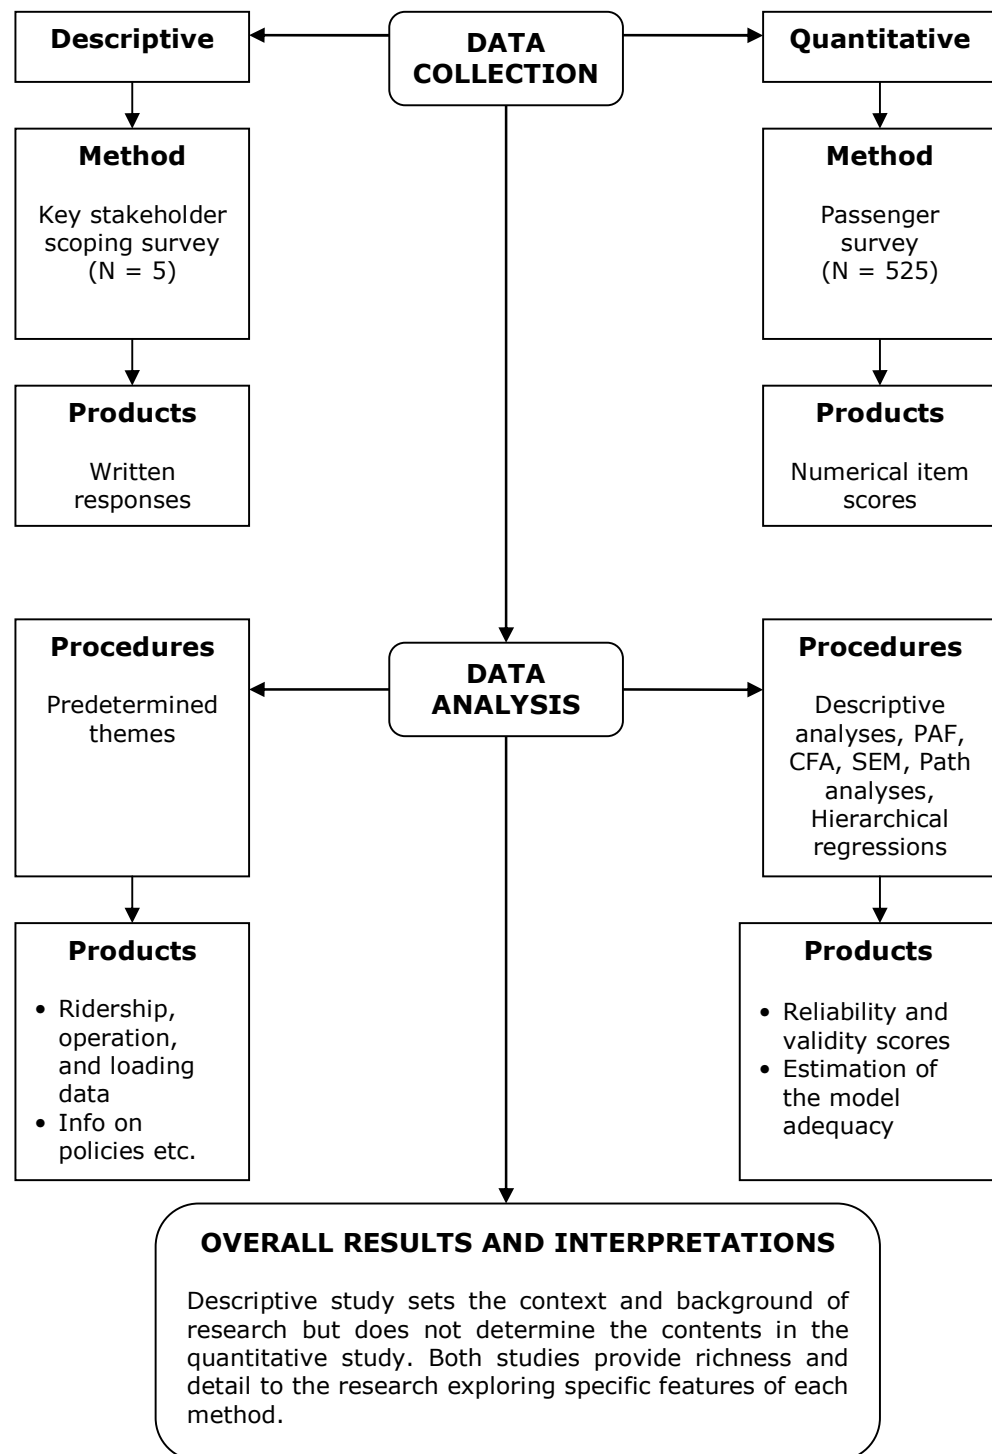 Descriptive
DATA
COLLECTION
Quantitative
Method
Key stakeholder
scoping survey
(N = 5)
Method
Passenger
survey
(N = 525)
Products
Written
responses
Products
Numerical item
scores
Procedures
Predetermined
themes
DATA
ANALYSIS
Procedures
Descriptive
analyses, PAF,
CFA, SEM, Path
analyses,
Hierarchical
regressions
Products
• Ridership,
operation,
and loading
data
• Info on
policies etc.
Products
• Reliability and
validity scores
• Estimation of
the model
adequacy
OVERALL RESULTS AND INTERPRETATIONS
Descriptive study sets the context and background of
research but does not determine the contents in the
quantitative study. Both studies provide richness and
detail to the research exploring specific features of each
method.